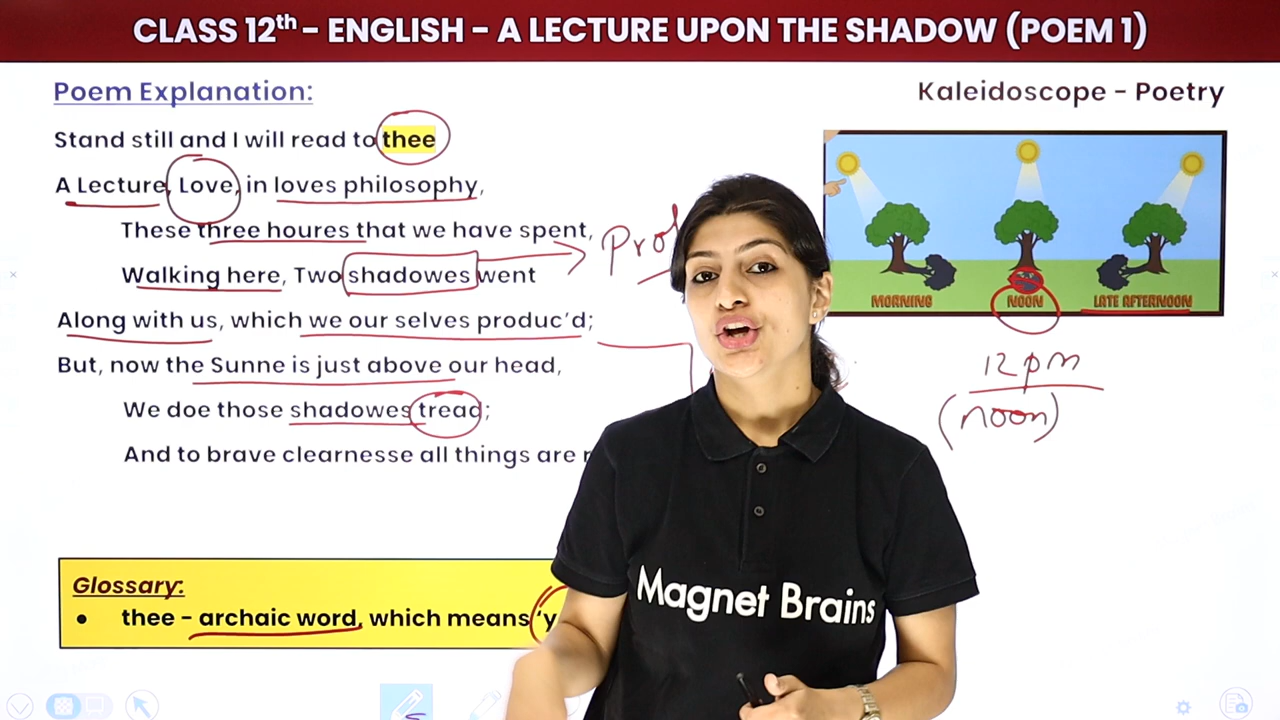 CLASS 12th – ENGLISH – A LECTURE UPON THE SHADOW (POEM 1)
Poem Explanation:
Kaleidoscope – Poetry
Stand still and I will read to thee
A Lecture, Love, in loves philosophy,
These three houres that we have spent,
Walking here, Two shadowes went
Along with us, which we our selves produc'd;
But, now the Sunne is just above our head,
We doe those shadowes tread;
And to brave clearnesse all things are
MORNING NOON LATE AFTERNOON
12 pm
(noon)
Glossary:
• thee – archaic word, which means
Magnet Brains